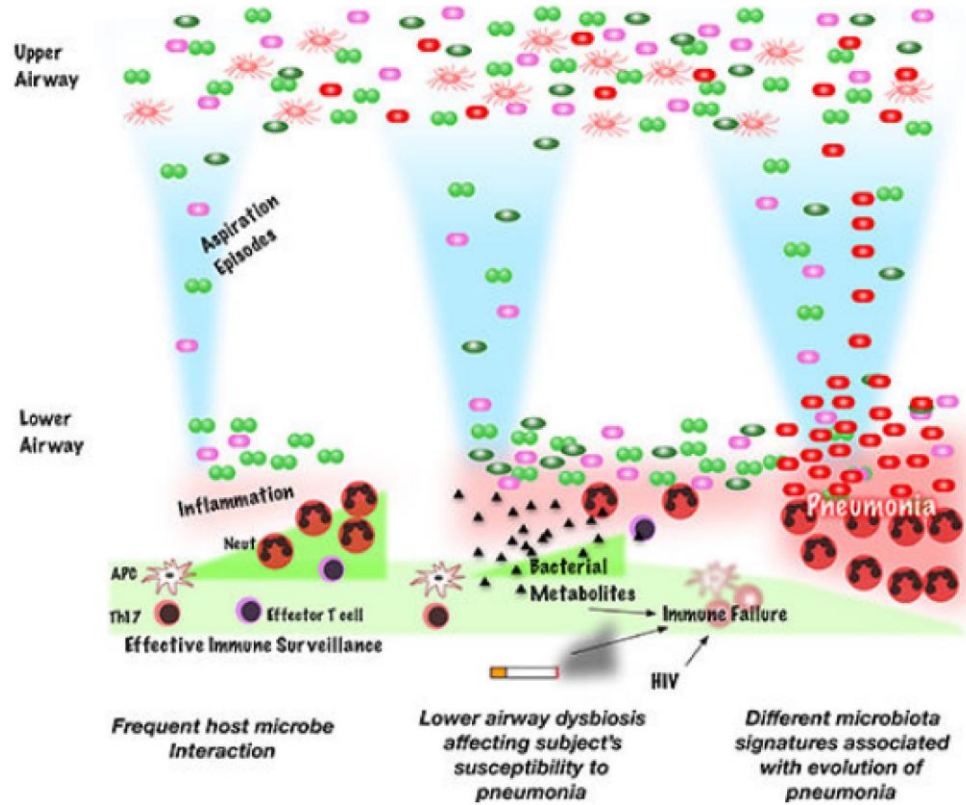 Upper
Airway
Aspiration
Episodes
Lower
Airway
Inflammation
Neut
APC
Th17
Effector T cell
Effective Immune Surveillance
Bacterial
Metabolites
Immune Failure
HIV
Pneumonia
Frequent host microbe
Interaction
Lower airway dysbiosis
affecting subject's
susceptibility to
pneumonia
Different microbiota
signatures associated
with evolution of
pneumonia